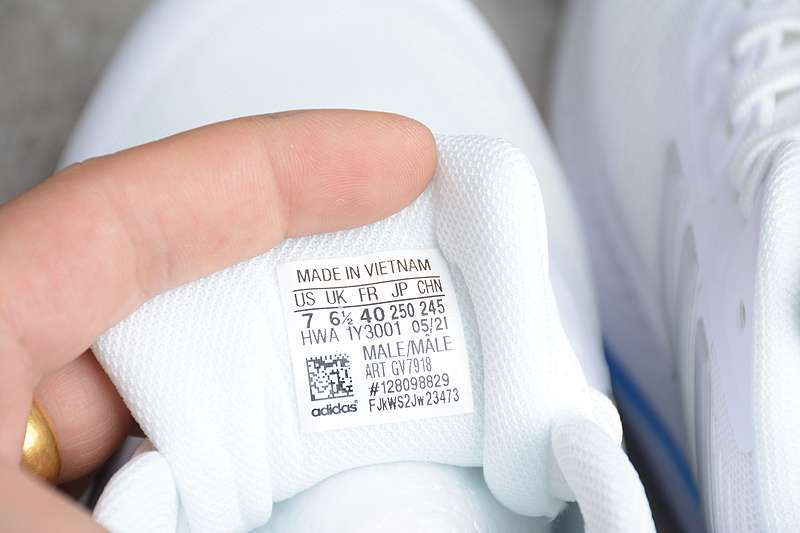 MADE IN VIETNAM
US UK FR JP CHN
7 6½ 40 250 245
HWA 1Y3001 05/21
MALE/MÂLE
ART GV7918
#128098829
adidas FJkWS2Jw23473